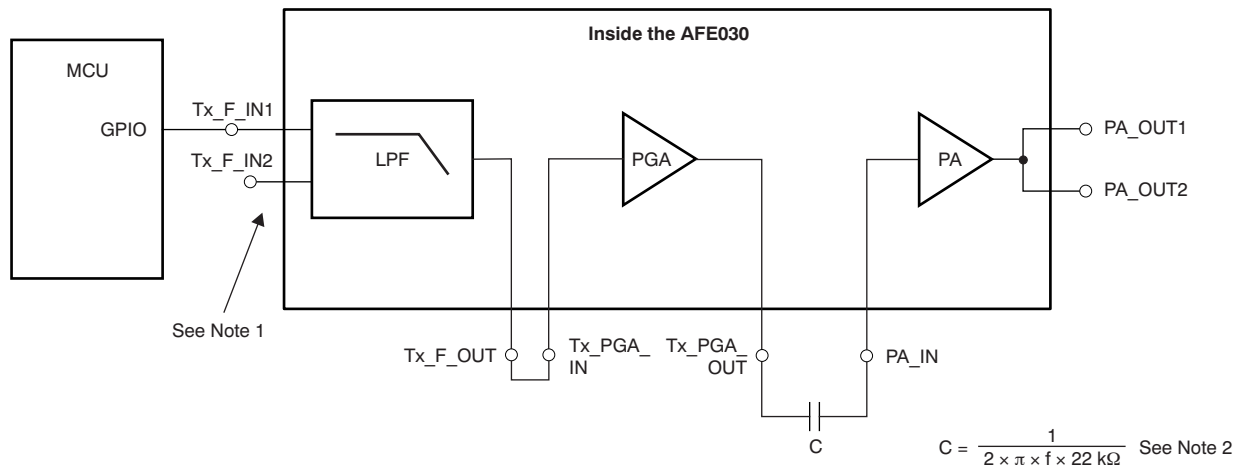 Inside the AFE030
MCU
GPIO
Tx_F_IN1
Tx_F_IN2
LPF
PGA
PA
PA_OUT1
PA_OUT2
See Note 1
Tx_F_OUT
Tx_PGA_
IN
Tx_PGA_
OUT
PA_IN
C
C = 1 / 2 × π × f × 22 kΩ See Note 2